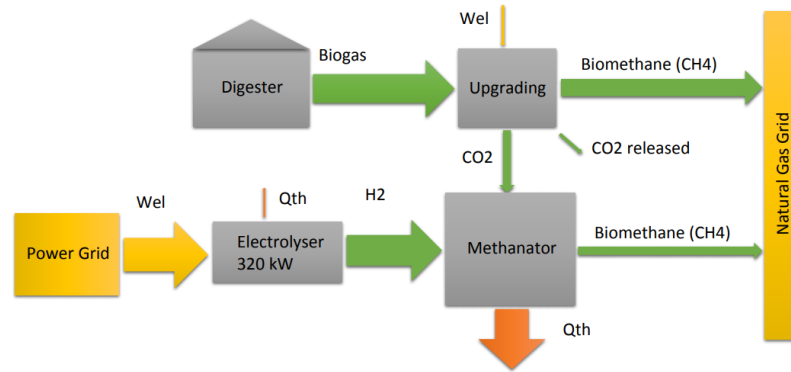 Wel
Biogas
Biomethane (CH4)
Digester
Upgrading
CO2
CO2 released
Wel
Qth
H2
Power Grid
Electrolyser
320 kW
Methanator
Biomethane (CH4)
Qth
Natural Gas Grid